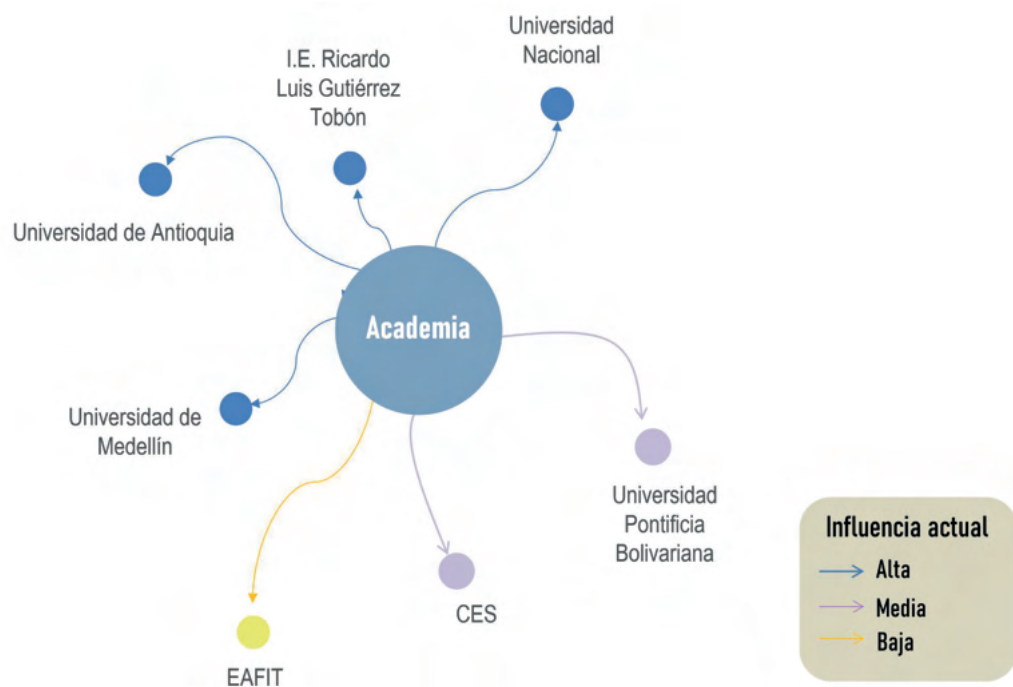 Universidad
Nacional
I.E. Ricardo
Luis Gutiérrez
Tobón
Universidad de Antioquia
Academia
Universidad de
Medellín
Universidad
Pontificia
Bolivariana
CES
EAFIT
Influencia actual
Alta
Media
Baja